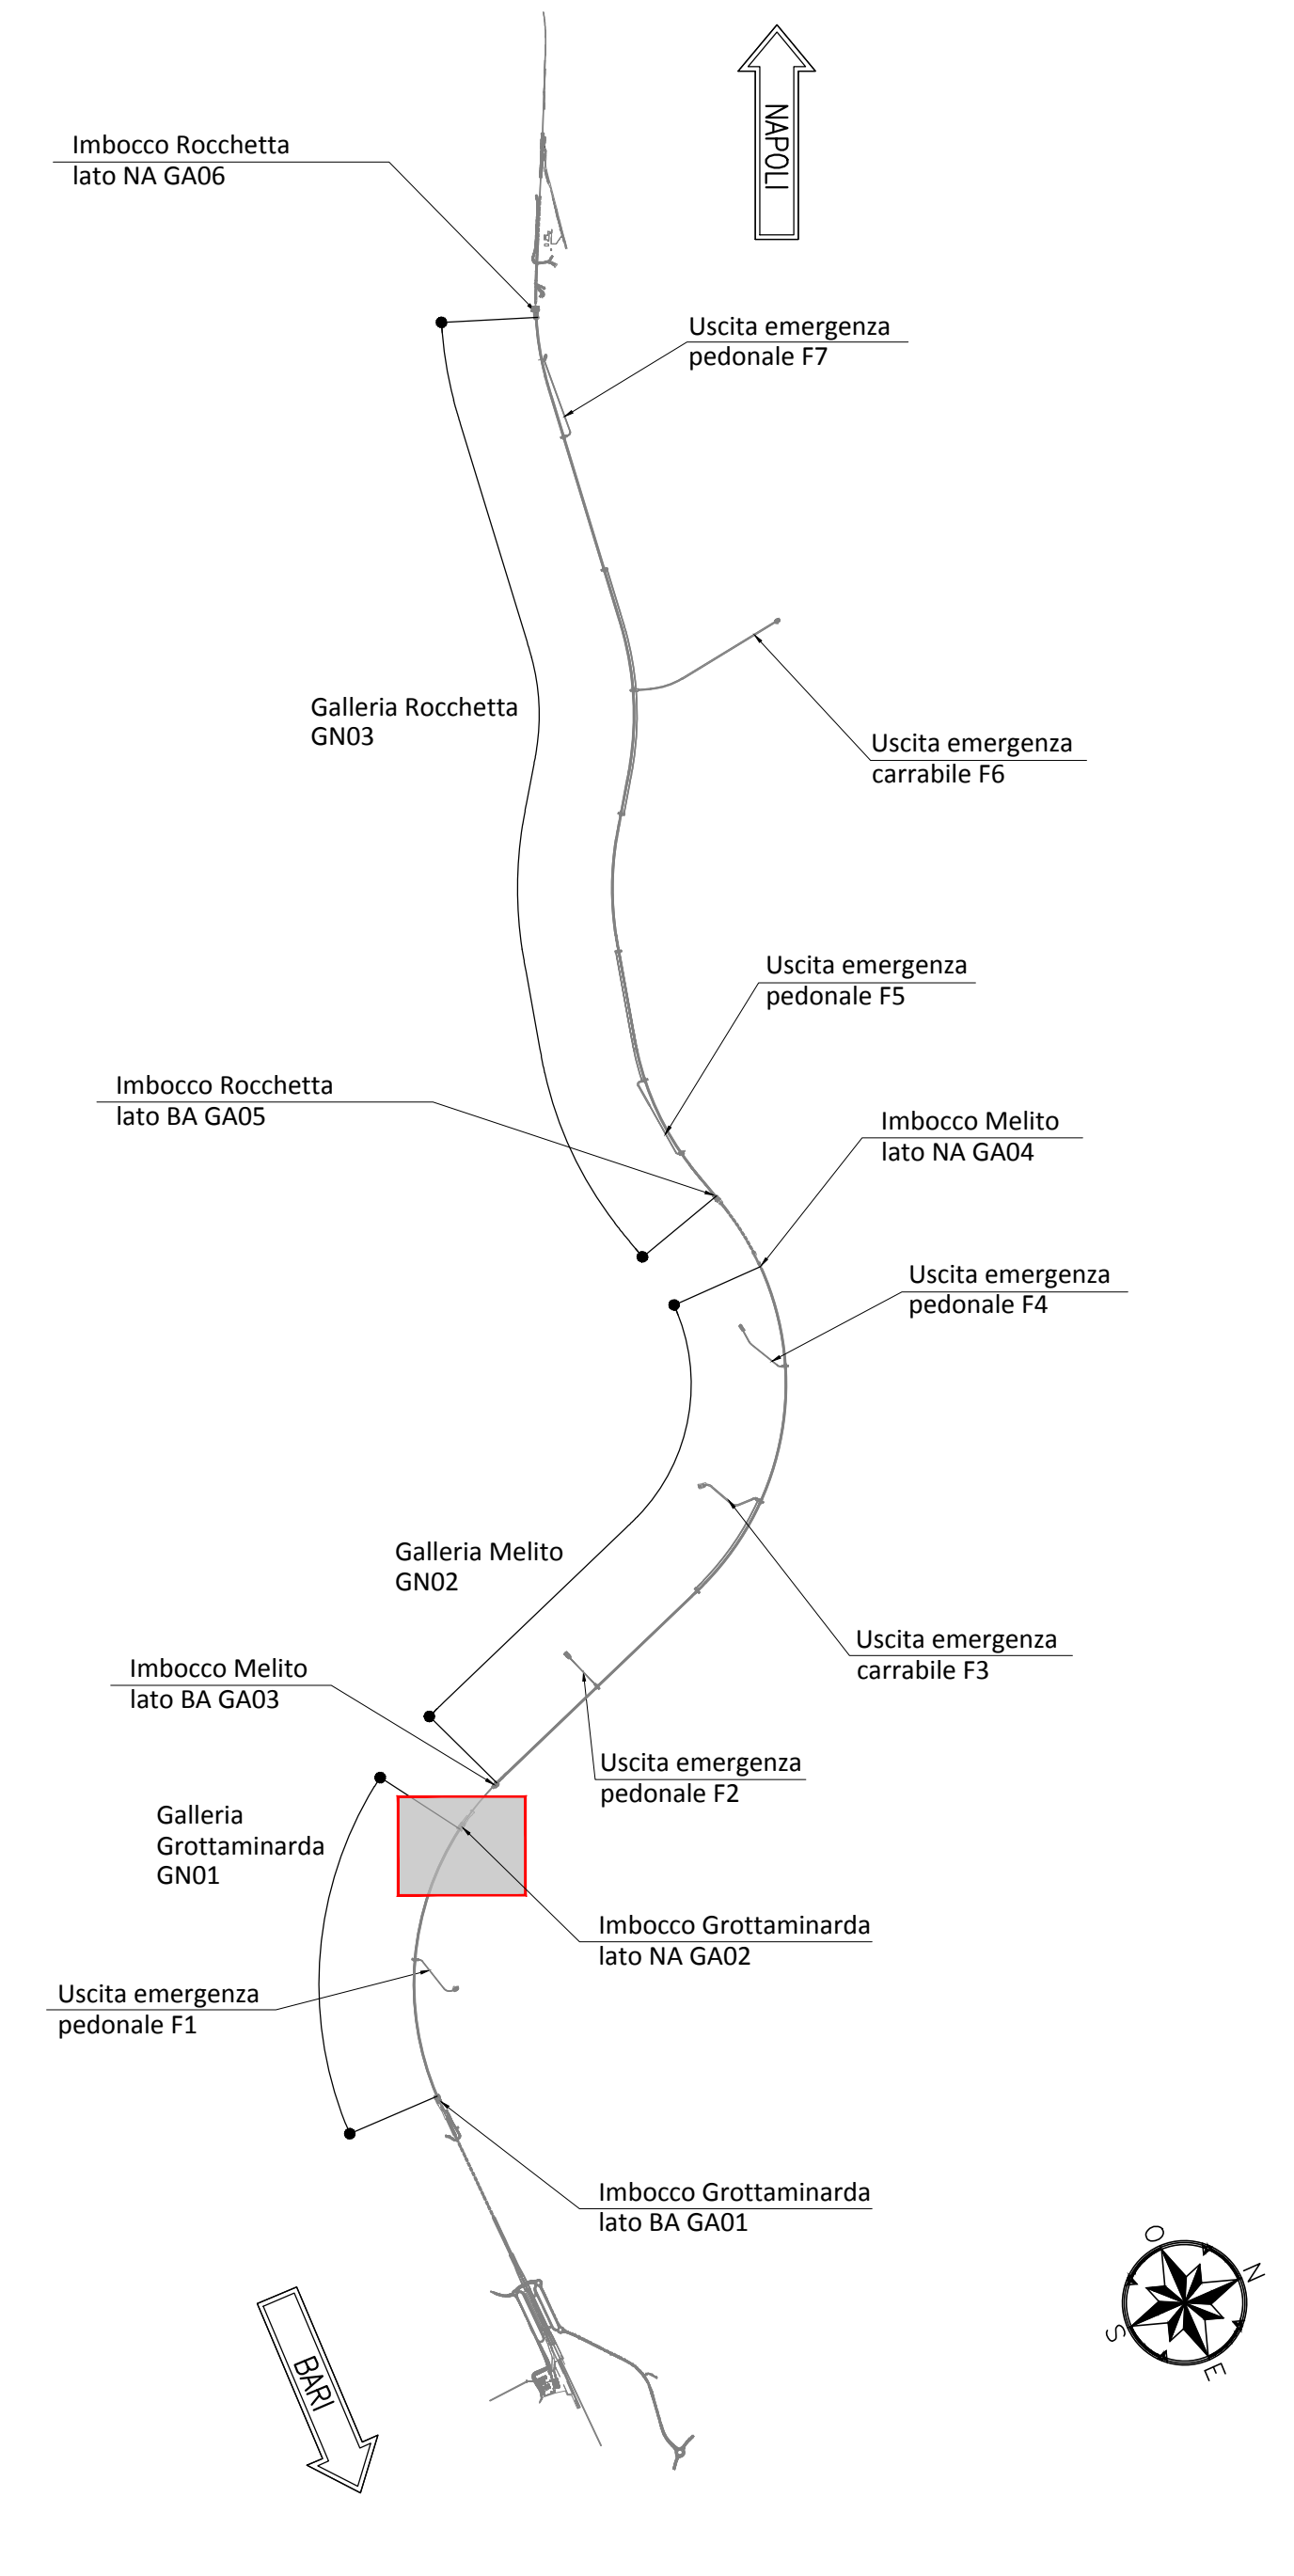 NAPOLI
Imbocco Rocchetta
lato NA GA06
Uscita emergenza
pedonale F7
Galleria Rocchetta
GN03
Uscita emergenza
carrabile F6
Uscita emergenza
pedonale F5
Imbocco Rocchetta
lato BA GA05
Imbocco Melito
lato NA GA04
Uscita emergenza
pedonale F4
Galleria Melito
GN02
Uscita emergenza
carrabile F3
Imbocco Melito
lato BA GA03
Uscita emergenza
pedonale F2
Galleria
Grottaminarda
GN01
Imbocco Grottaminarda
lato NA GA02
Uscita emergenza
pedonale F1
Imbocco Grottaminarda
lato BA GA01
O
N
S
E
BARI